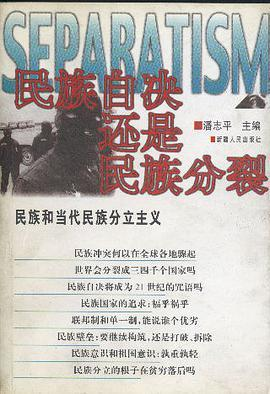 SEPARATISM
民族自决
还是
民族分裂
■潘志平 主编
■新疆人民出版社
民族和当代民族分立主义
民族冲突何以在全球各地骤起
世界会分裂成三四千个国家吗
民族自决将成为21世纪的咒语吗
民族国家的追求：福乎祸乎
联邦制和单一制，能说谁个优劣
民族壁垒：要继续构筑，还是打破、拆除
民族意识和祖国意识：孰重孰轻
民族分立的根子在贫穷落后吗